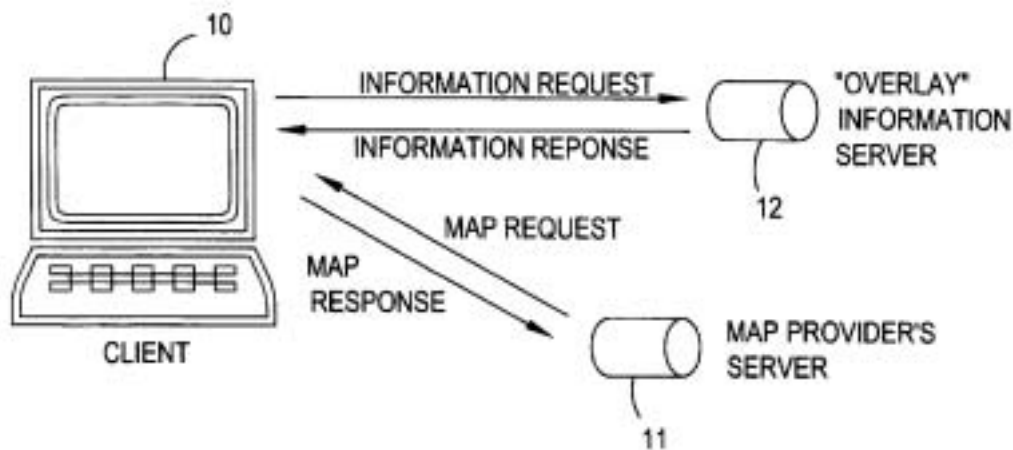 10
INFORMATION REQUEST
INFORMATION REPONSE
"OVERLAY"
INFORMATION
SERVER
12
MAP REQUEST
MAP
RESPONSE
CLIENT
MAP PROVIDER'S
SERVER
11